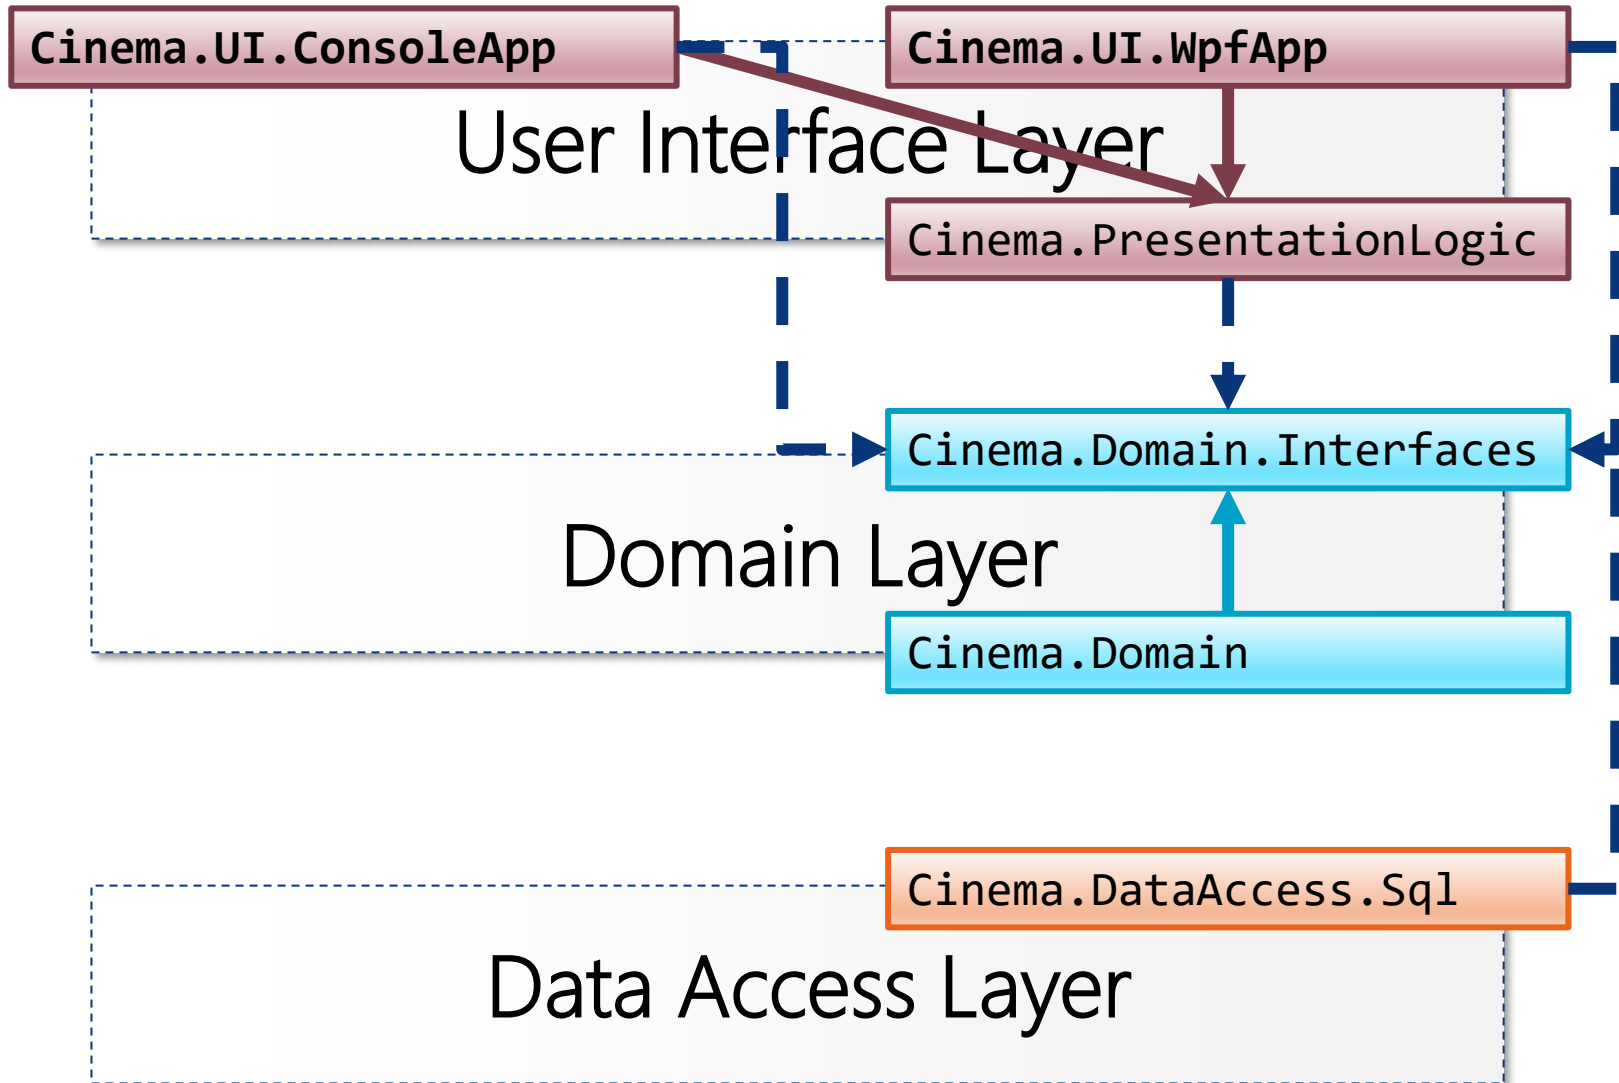 Cinema.UI.ConsoleApp
Cinema.UI.WpfApp
User Interface Layer
Cinema.PresentationLogic
Cinema.Domain.Interfaces
Domain Layer
Cinema.Domain
Cinema.DataAccess.Sql
Data Access Layer